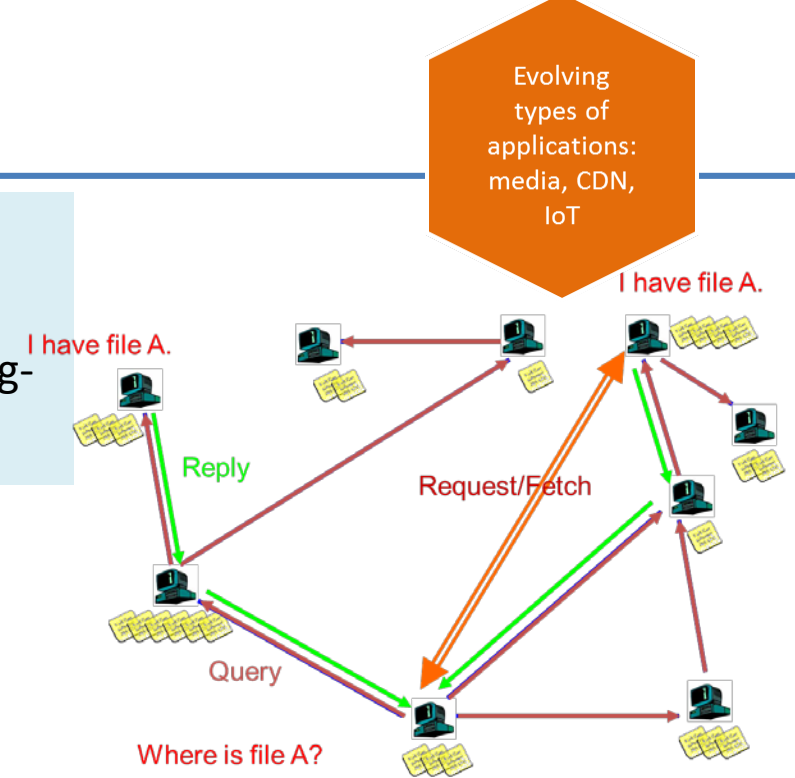 Evolving
types of
applications:
media, CDN,
IoT
I have file A.
I have file A.
g-
Reply
Request/Fetch
Query
Where is file A?